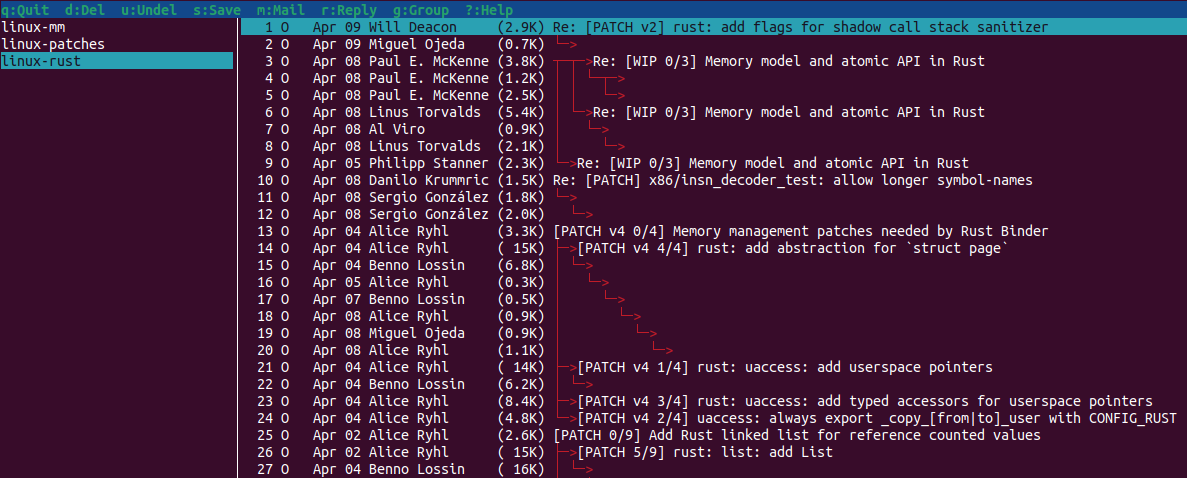 q:Quit  d:Del  u:Undel  s:Save  m:Mail  r:Reply  g:Group  ?:Help
linux-mm
linux-patches
linux-rust
1 O   Apr 09 Will Deacon     (2.9K) Re: [PATCH v2] rust: add flags for shadow call stack sanitizer
2 O   Apr 09 Miguel Ojeda    (0.7K) └─>
3 O   Apr 08 Paul E. McKenne (3.8K) ┬─┬─>Re: [WIP 0/3] Memory model and atomic API in Rust
4 O   Apr 08 Paul E. McKenne (1.2K) │ │ └─┬─>
5 O   Apr 08 Paul E. McKenne (2.5K) │ │   └─>
6 O   Apr 08 Linus Torvalds  (5.4K) │ └─>Re: [WIP 0/3] Memory model and atomic API in Rust
7 O   Apr 08 Al Viro         (0.9K) │   └─>
8 O   Apr 08 Linus Torvalds  (2.1K) │     └─>
9 O   Apr 05 Philipp Stanner (2.3K) └─>Re: [WIP 0/3] Memory model and atomic API in Rust
10 O   Apr 08 Danilo Krummric (1.5K) Re: [PATCH] x86/insn_decoder_test: allow longer symbol-names
11 O   Apr 08 Sergio González (1.8K) └─>
12 O   Apr 08 Sergio González (2.0K)   └─>
13 O   Apr 04 Alice Ryhl      (3.3K) [PATCH v4 0/4] Memory management patches needed by Rust Binder
14 O   Apr 04 Alice Ryhl      ( 15K) ├─>[PATCH v4 4/4] rust: add abstraction for `struct page`
15 O   Apr 04 Benno Lossin    (6.8K) │ └─>
16 O   Apr 05 Alice Ryhl      (0.3K) │   └─>
17 O   Apr 07 Benno Lossin    (0.5K) │     └─>
18 O   Apr 08 Alice Ryhl      (0.9K) │       └─>
19 O   Apr 08 Miguel Ojeda    (0.9K) │         └─>
20 O   Apr 08 Alice Ryhl      (1.1K) │           └─>
21 O   Apr 04 Alice Ryhl      ( 14K) ├─>[PATCH v4 1/4] rust: uaccess: add userspace pointers
22 O   Apr 04 Benno Lossin    (6.2K) │ └─>
23 O   Apr 04 Alice Ryhl      (8.4K) ├─>[PATCH v4 3/4] rust: uaccess: add typed accessors for userspace pointers
24 O   Apr 04 Alice Ryhl      (4.8K) └─>[PATCH v4 2/4] uaccess: always export _copy_[from|to]_user with CONFIG_RUST
25 O   Apr 02 Alice Ryhl      (2.6K) [PATCH 0/9] Add Rust linked list for reference counted values
26 O   Apr 02 Alice Ryhl      ( 15K) ├─>[PATCH 5/9] rust: list: add List
27 O   Apr 04 Benno Lossin    ( 16K) │ └─>